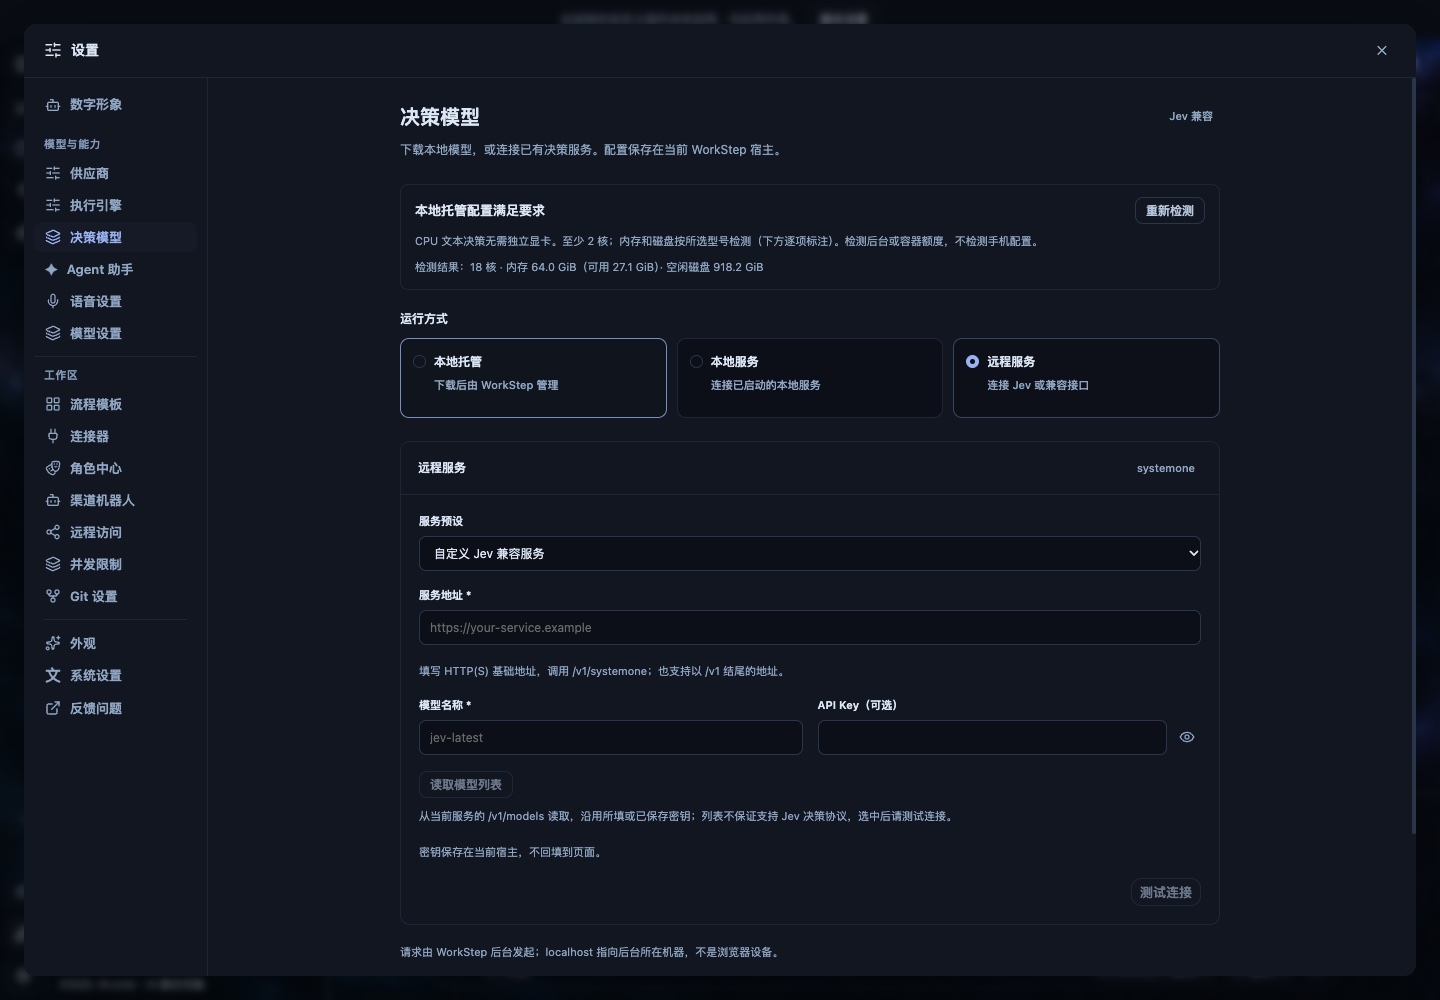 设置
数字形象
模型与能力
供应商
执行引擎
决策模型
Agent 助手
语音设置
模型设置
工作区
流程模板
连接器
角色中心
渠道机器人
远程访问
并发限制
Git 设置
外观
系统设置
反馈问题
决策模型
Jev 兼容
下载本地模型，或连接已有决策服务。配置保存在当前 WorkStep 宿主。
本地托管配置满足要求
重新检测
CPU 文本决策无需独立显卡。至少 2 核；内存和磁盘按所选型号检测（下方逐项标注）。检测后台或容器额度，不检测手机配置。
检测结果：18 核 · 内存 64.0 GiB（可用 27.1 GiB）· 空闲磁盘 918.2 GiB
运行方式
本地托管
下载后由 WorkStep 管理
本地服务
连接已启动的本地服务
远程服务
连接 Jev 或兼容接口
远程服务
systemone
服务预设
自定义 Jev 兼容服务
服务地址 *
https://your-service.example
填写 HTTP(S) 基础地址，调用 /v1/systemone；也支持以 /v1 结尾的地址。
模型名称 *
API Key（可选）
jev-latest
读取模型列表
从当前服务的 /v1/models 读取，沿用所填或已保存密钥；列表不保证支持 Jev 决策协议，选中后请测试连接。
密钥保存在当前宿主，不回填到页面。
测试连接
请求由 WorkStep 后台发起；localhost 指向后台所在机器，不是浏览器设备。